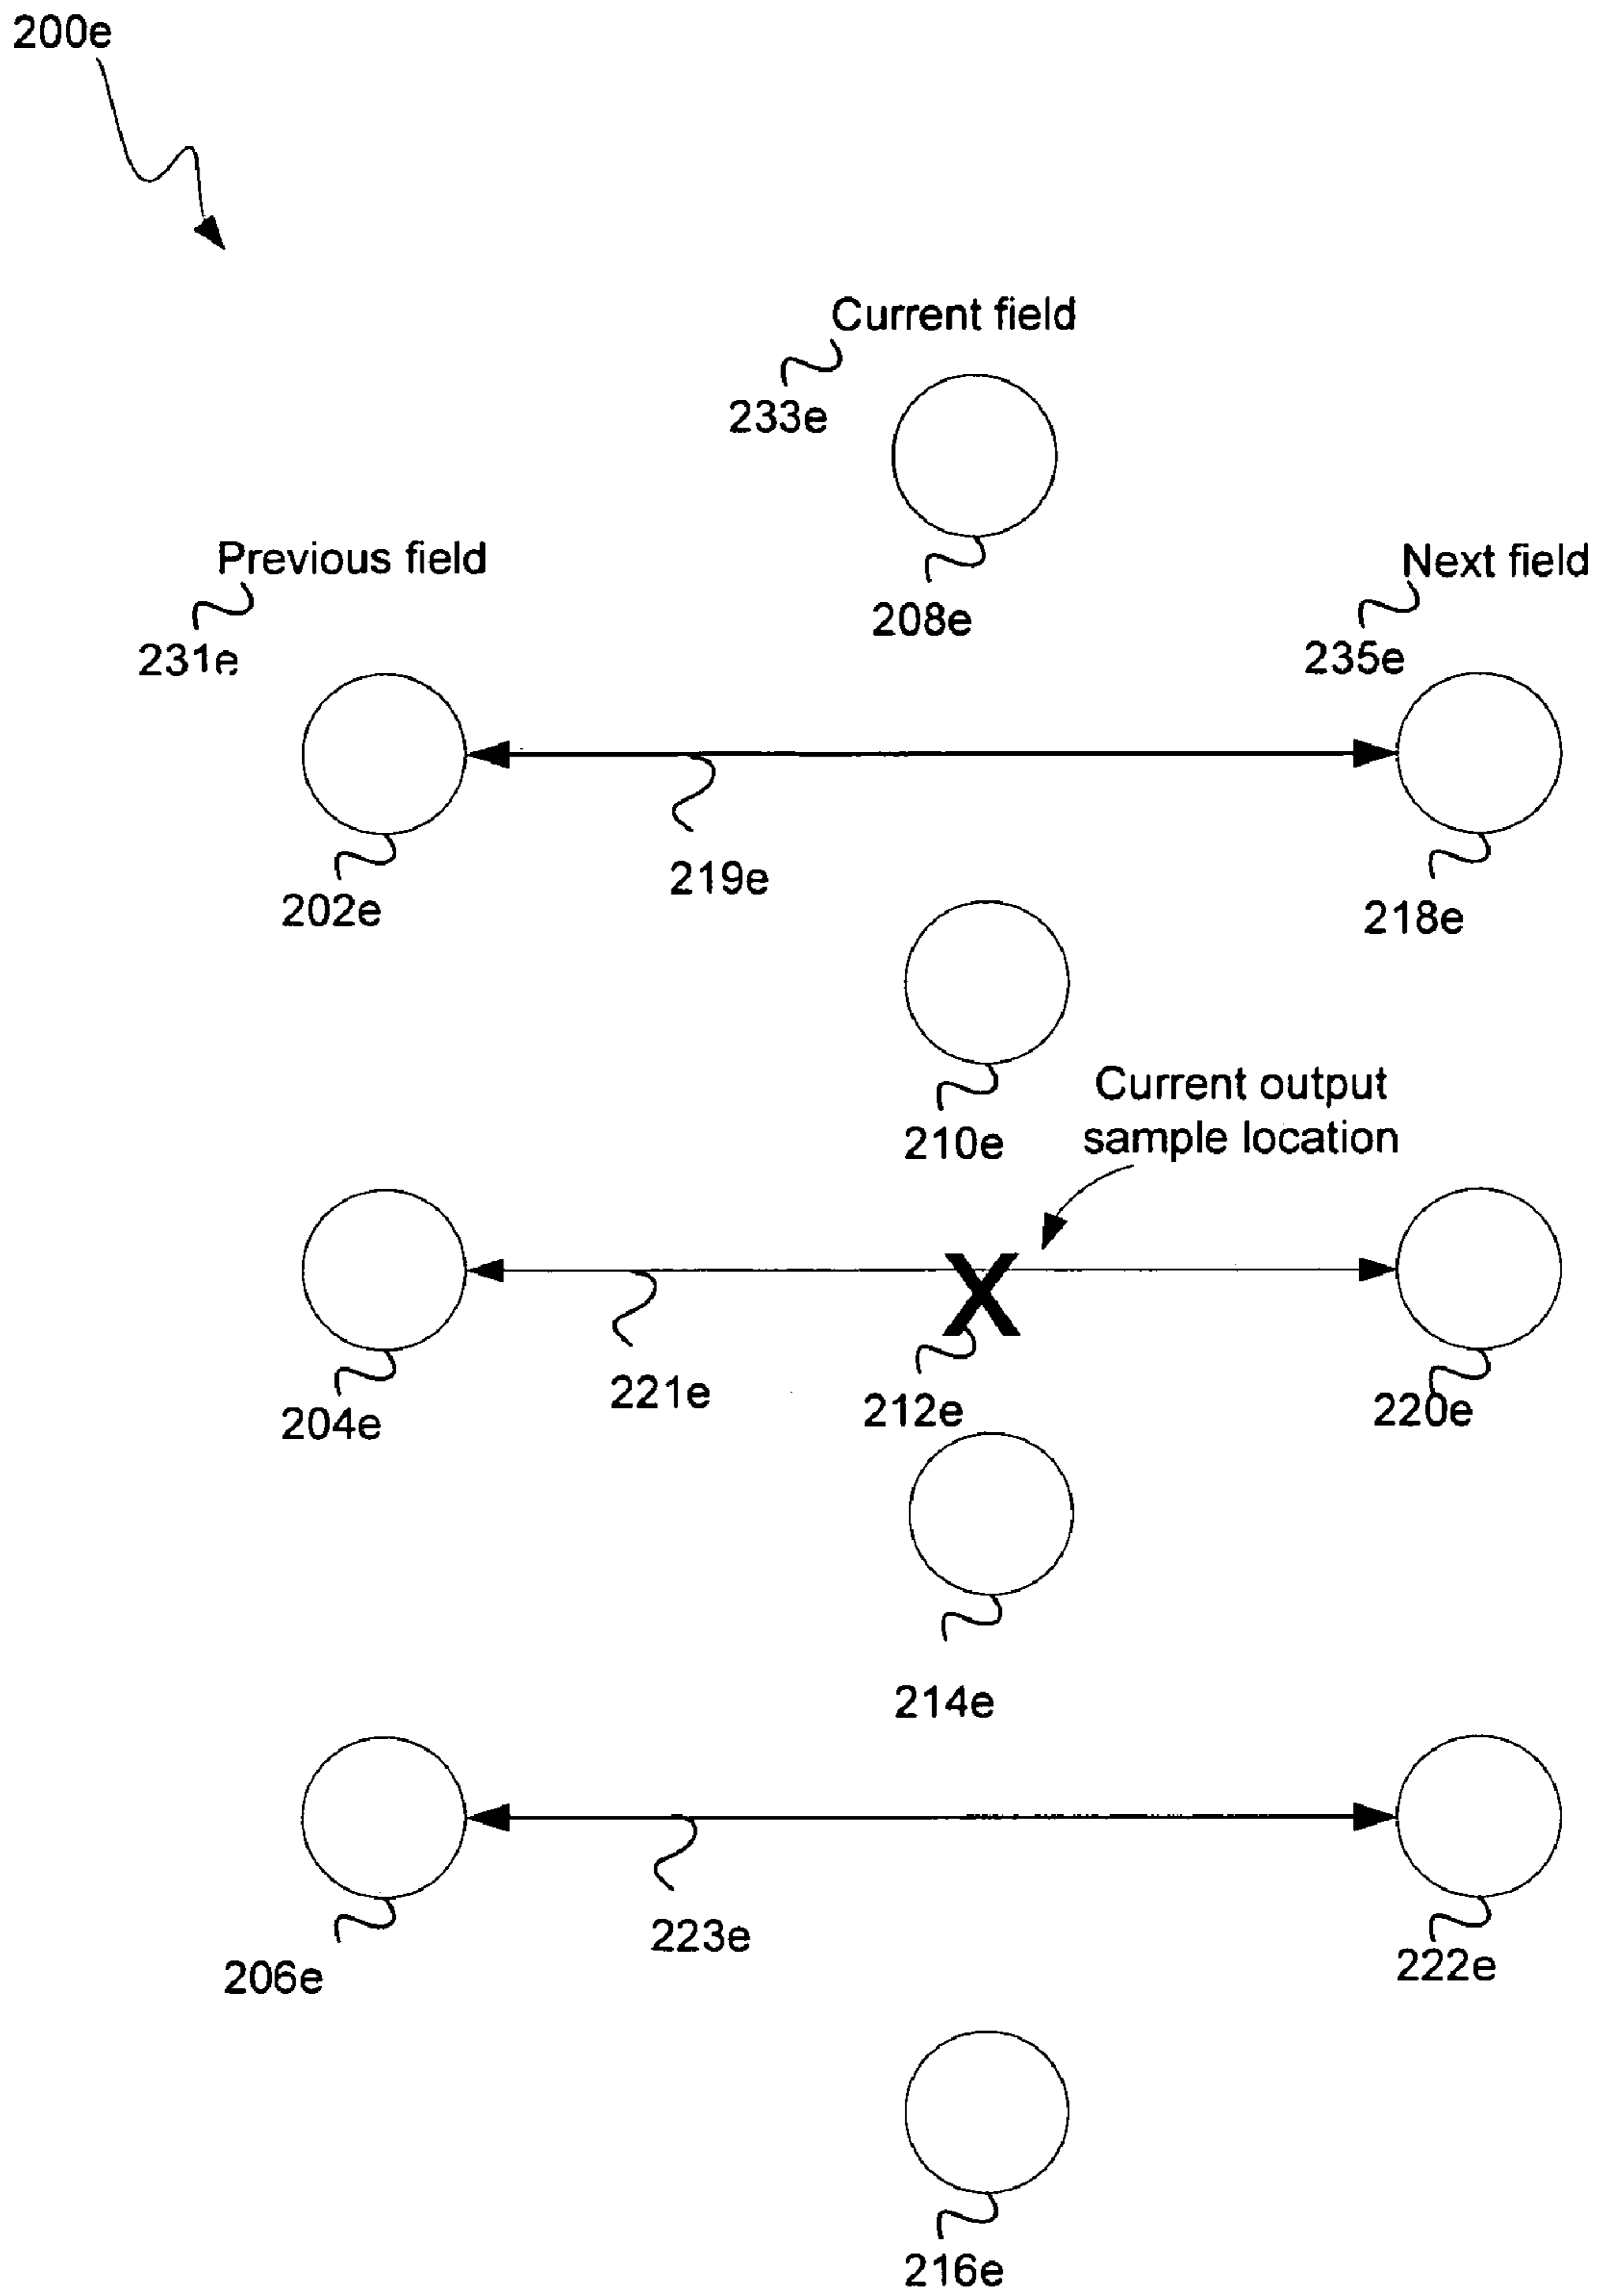 200e
Current field
233e
208e
Previous field
231e
Next field
235e
202e
219e
218e
210e
Current output
sample location
X
204e
221e
212e
220e
214e
206e
223e
222e
216e